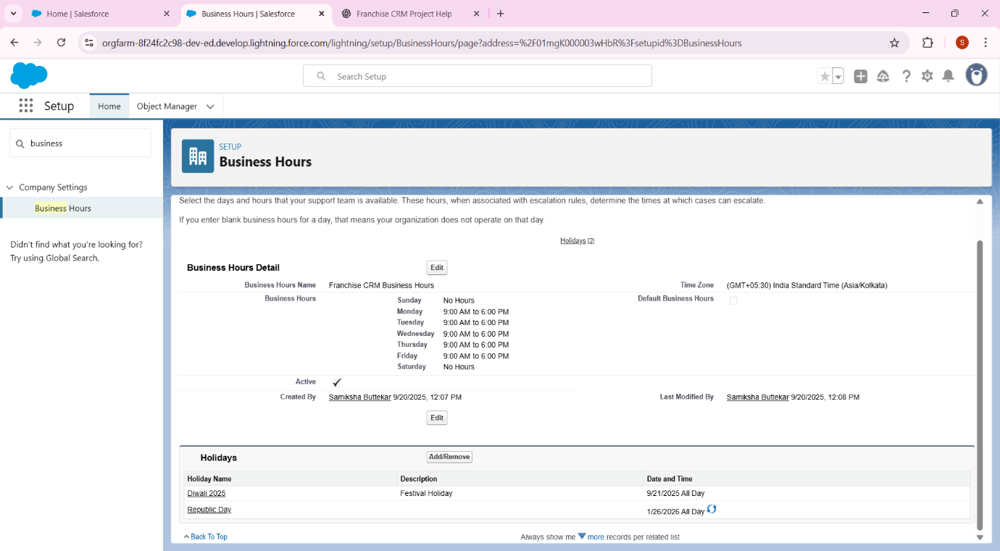 Home | Salesforce
Business Hours | Salesforce
Franchise CRM Project Help
orgfarm-8f24fc2c98-dev-ed.develop.lightning.force.com/lightning/setup/BusinessHours/page?address=%2F01mgK000003wHbR%3Fsetupid%3DBusinessHours
S
Search Setup
Setup
Home
Object Manager
business
Company Settings
Business Hours
Didn't find what you're looking for?
Try using Global Search.
SETUP
Business Hours
Select the days and hours that your support team is available. These hours, when associated with escalation rules, determine the times at which cases can escalate.
If you enter blank business hours for a day, that means your organization does not operate on that day.
Holidays [2]
Business Hours Detail Edit
Business Hours Name Franchise CRM Business Hours Time Zone (GMT+05:30) India Standard Time (Asia/Kolkata)
Business Hours Sunday No Hours Default Business Hours
Monday 9:00 AM to 6:00 PM
Tuesday 9:00 AM to 6:00 PM
Wednesday 9:00 AM to 6:00 PM
Thursday 9:00 AM to 6:00 PM
Friday 9:00 AM to 6:00 PM
Saturday No Hours
Active
Created By Samiksha Buttekar 9/20/2025, 12:07 PM Last Modified By Samiksha Buttekar 9/20/2025, 12:08 PM
Edit
Holidays Add/Remove
Holiday Name Description Date and Time
Diwali 2025 Festival Holiday 9/21/2025 All Day
Republic Day 1/26/2026 All Day
Back To Top Always show me more records per related list